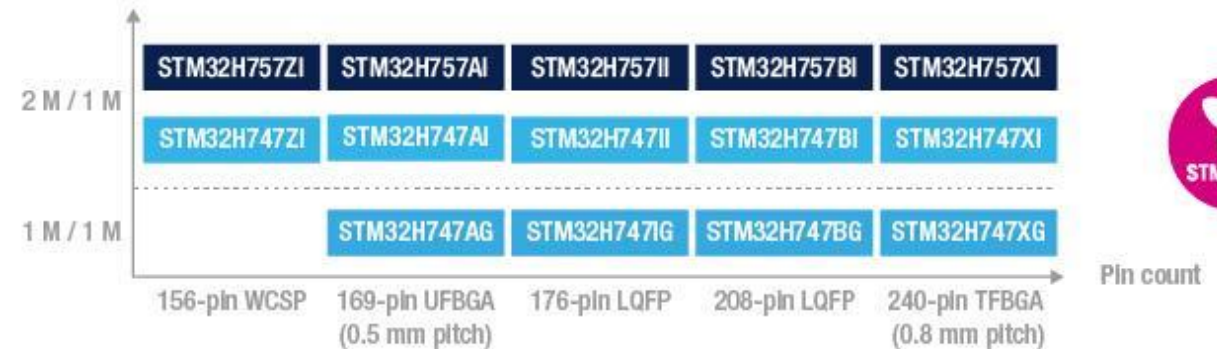 STM32H757ZI STM32H757AI STM32H757II STM32H757BI STM32H757XI
2 M / 1 M
STM32H747ZI STM32H747AI STM32H747II STM32H747BI STM32H747XI
STM
1 M / 1 M STM32H747AG STM32H747IG STM32H747BG STM32H747XG
Pin count
156-pin WCSP 169-pin UFBGA 176-pin LQFP 208-pin LQFP 240-pin TFBGA
(0.5 mm pitch) (0.8 mm pitch)